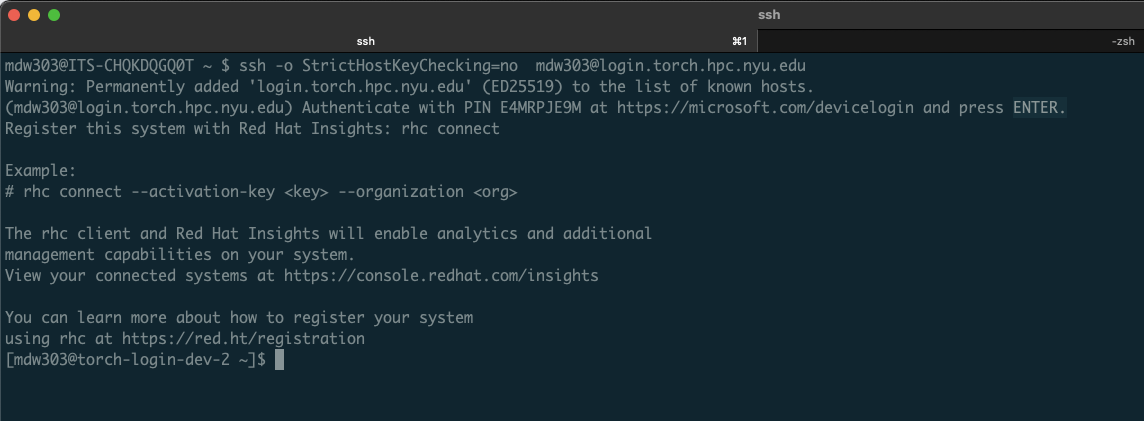 ssh
ssh ⌘1 -zsh
mdw303@ITS-CHQKDQGQ0T ~ $ ssh -o StrictHostKeyChecking=no  mdw303@login.torch.hpc.nyu.edu
Warning: Permanently added 'login.torch.hpc.nyu.edu' (ED25519) to the list of known hosts.
(mdw303@login.torch.hpc.nyu.edu) Authenticate with PIN E4MRPJE9M at https://microsoft.com/devicelogin and press ENTER.
Register this system with Red Hat Insights: rhc connect
Example:
# rhc connect --activation-key <key> --organization <org>
The rhc client and Red Hat Insights will enable analytics and additional
management capabilities on your system.
View your connected systems at https://console.redhat.com/insights
You can learn more about how to register your system
using rhc at https://red.ht/registration
[mdw303@torch-login-dev-2 ~]$